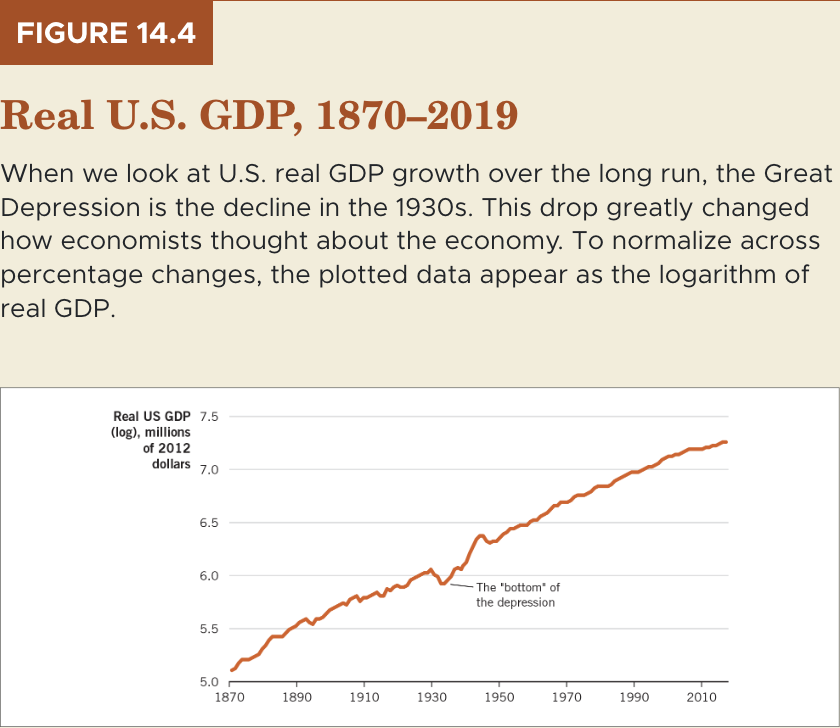 FIGURE 14.4
Real U.S. GDP, 1870–2019
When we look at U.S. real GDP growth over the long run, the Great
Depression is the decline in the 1930s. This drop greatly changed
how economists thought about the economy. To normalize across
percentage changes, the plotted data appear as the logarithm of
real GDP.
Real US GDP
(log), millions
of 2012
dollars
7.5
7.0
6.5
6.0
5.5
5.0
The "bottom" of
the depression
1870 1890 1910 1930 1950 1970 1990 2010